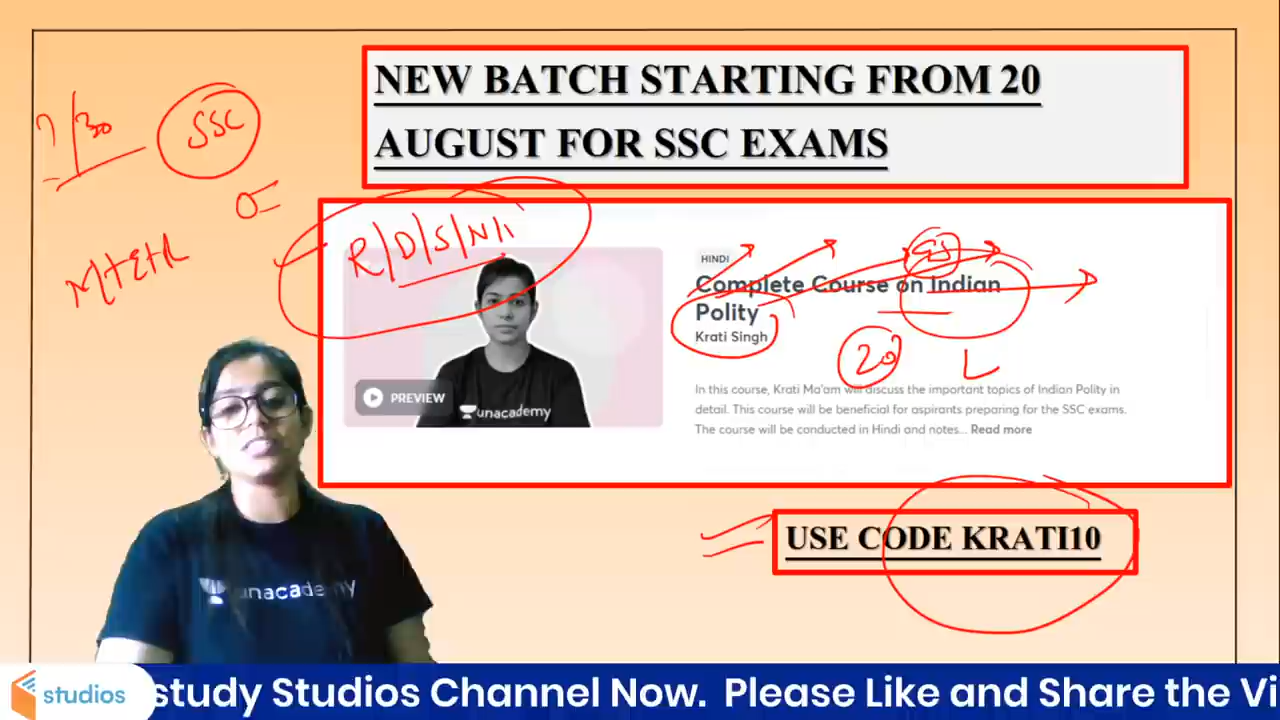 NEW BATCH STARTING FROM 20
AUGUST FOR SSC EXAMS
SSC
R/D/S/N
HINDI
Complete Course on Indian
Polity
Krati Singh
20
PREVIEW
unacademy
In this course, Krati Ma'am will discuss the important topics of Indian Polity in
detail. This course will be beneficial for aspirants preparing for the SSC exams.
The course will be conducted in Hindi and notes... Read more
USE CODE KRATI10
unacademy
studios
study Studios Channel Now. Please Like and Share the Vi